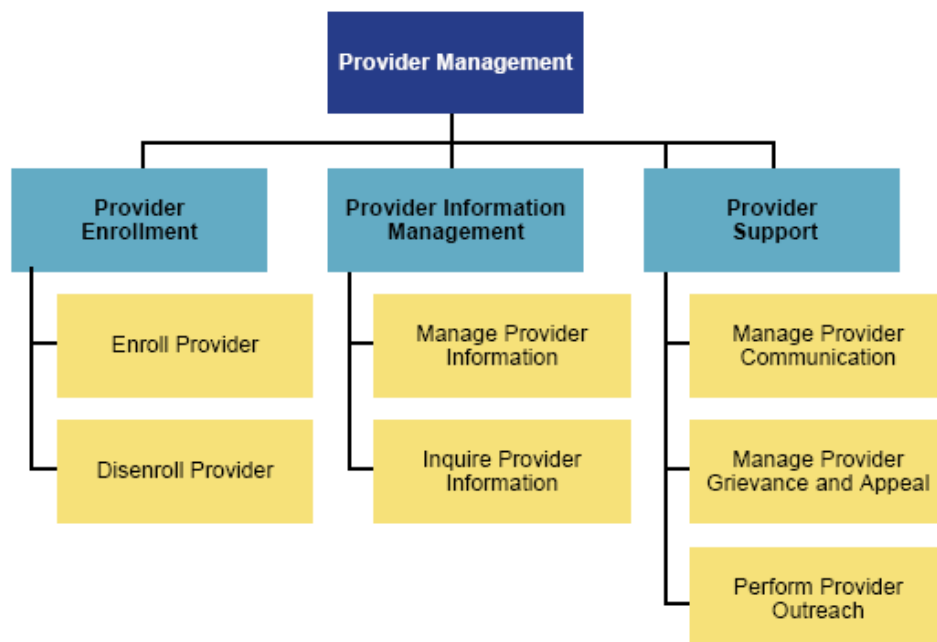 Provider Management
Provider
Enrollment
Enroll Provider
Disenroll Provider
Provider Information
Management
Manage Provider
Information
Inquire Provider
Information
Provider
Support
Manage Provider
Communication
Manage Provider
Grievance and Appeal
Perform Provider
Outreach